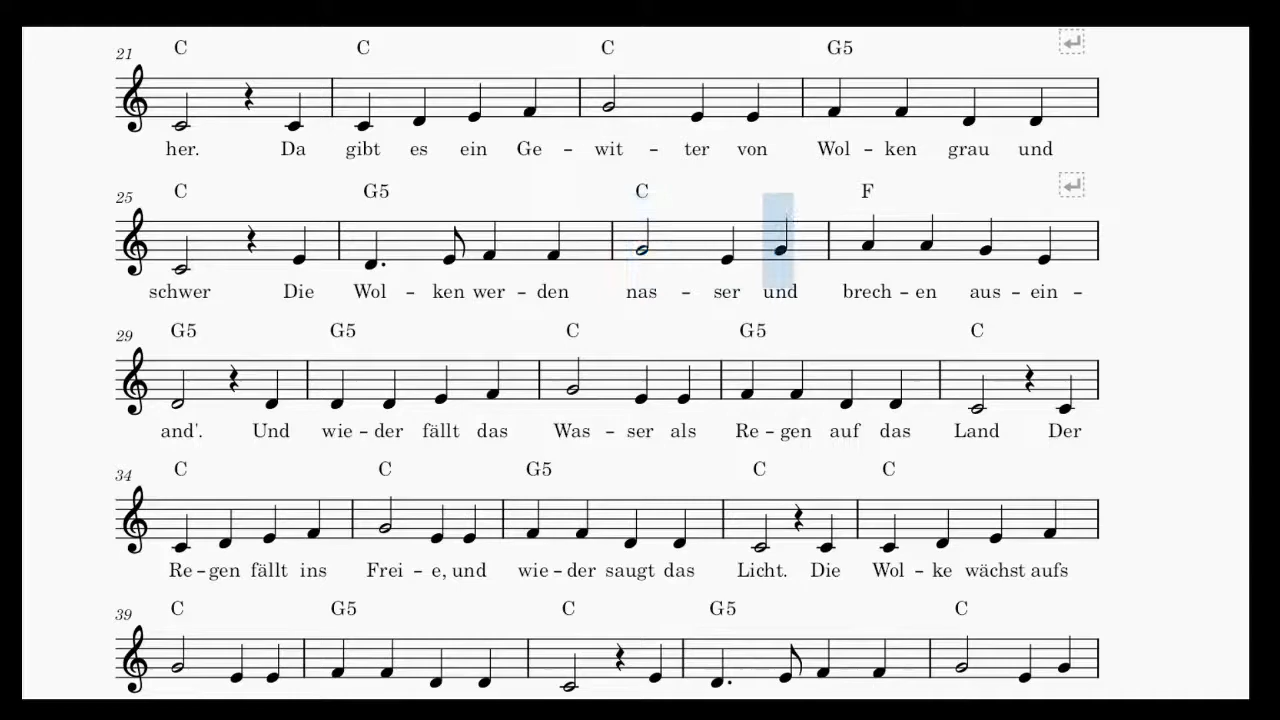 21 C C C G5
her. Da gibt es ein Ge - wit - ter von Wol - ken grau und
25 C G5 C F
schwer Die Wol - ken wer - den nas - ser und brech - en aus - ein -
29 G5 G5 C G5 C
and'. Und wie - der fällt das Was - ser als Re - gen auf das Land Der
34 C C G5 C C
Re - gen fällt ins Frei - e, und wie - der saugt das Licht. Die Wol - ke wächst aufs
39 C G5 C G5 C